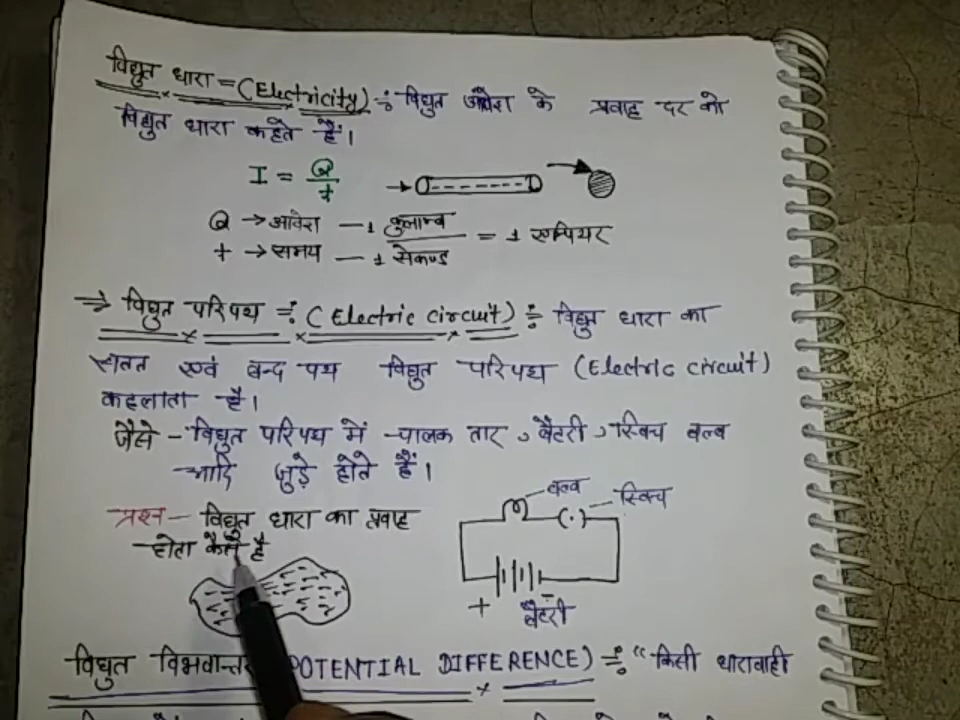 विद्युत धारा = (Electricity) ÷ विद्युत आवेश के प्रवाह दर को
विद्युत धारा कहते हैं।
I = Q/t
Q → आवेश — 1 कुलाम्ब
t → समय — 1 सेकण्ड = 1 एम्पियर
⇒ विद्युत परिपथ ÷ (Electric circuit) ÷ विद्युत धारा का
सतत एवं बन्द पथ विद्युत परिपथ (Electric circuit)
कहलाता है।
जैसे – विद्युत परिपथ में चालक तार, बैटरी, स्विच बल्ब
आदि जुड़े होते हैं।
बल्ब
स्विच
प्रश्न – विद्युत धारा का प्रवाह
होता कैसे है
+ −
बैटरी
विद्युत POTENTIAL DIFFERENCE) ÷ "किसी धारावाही